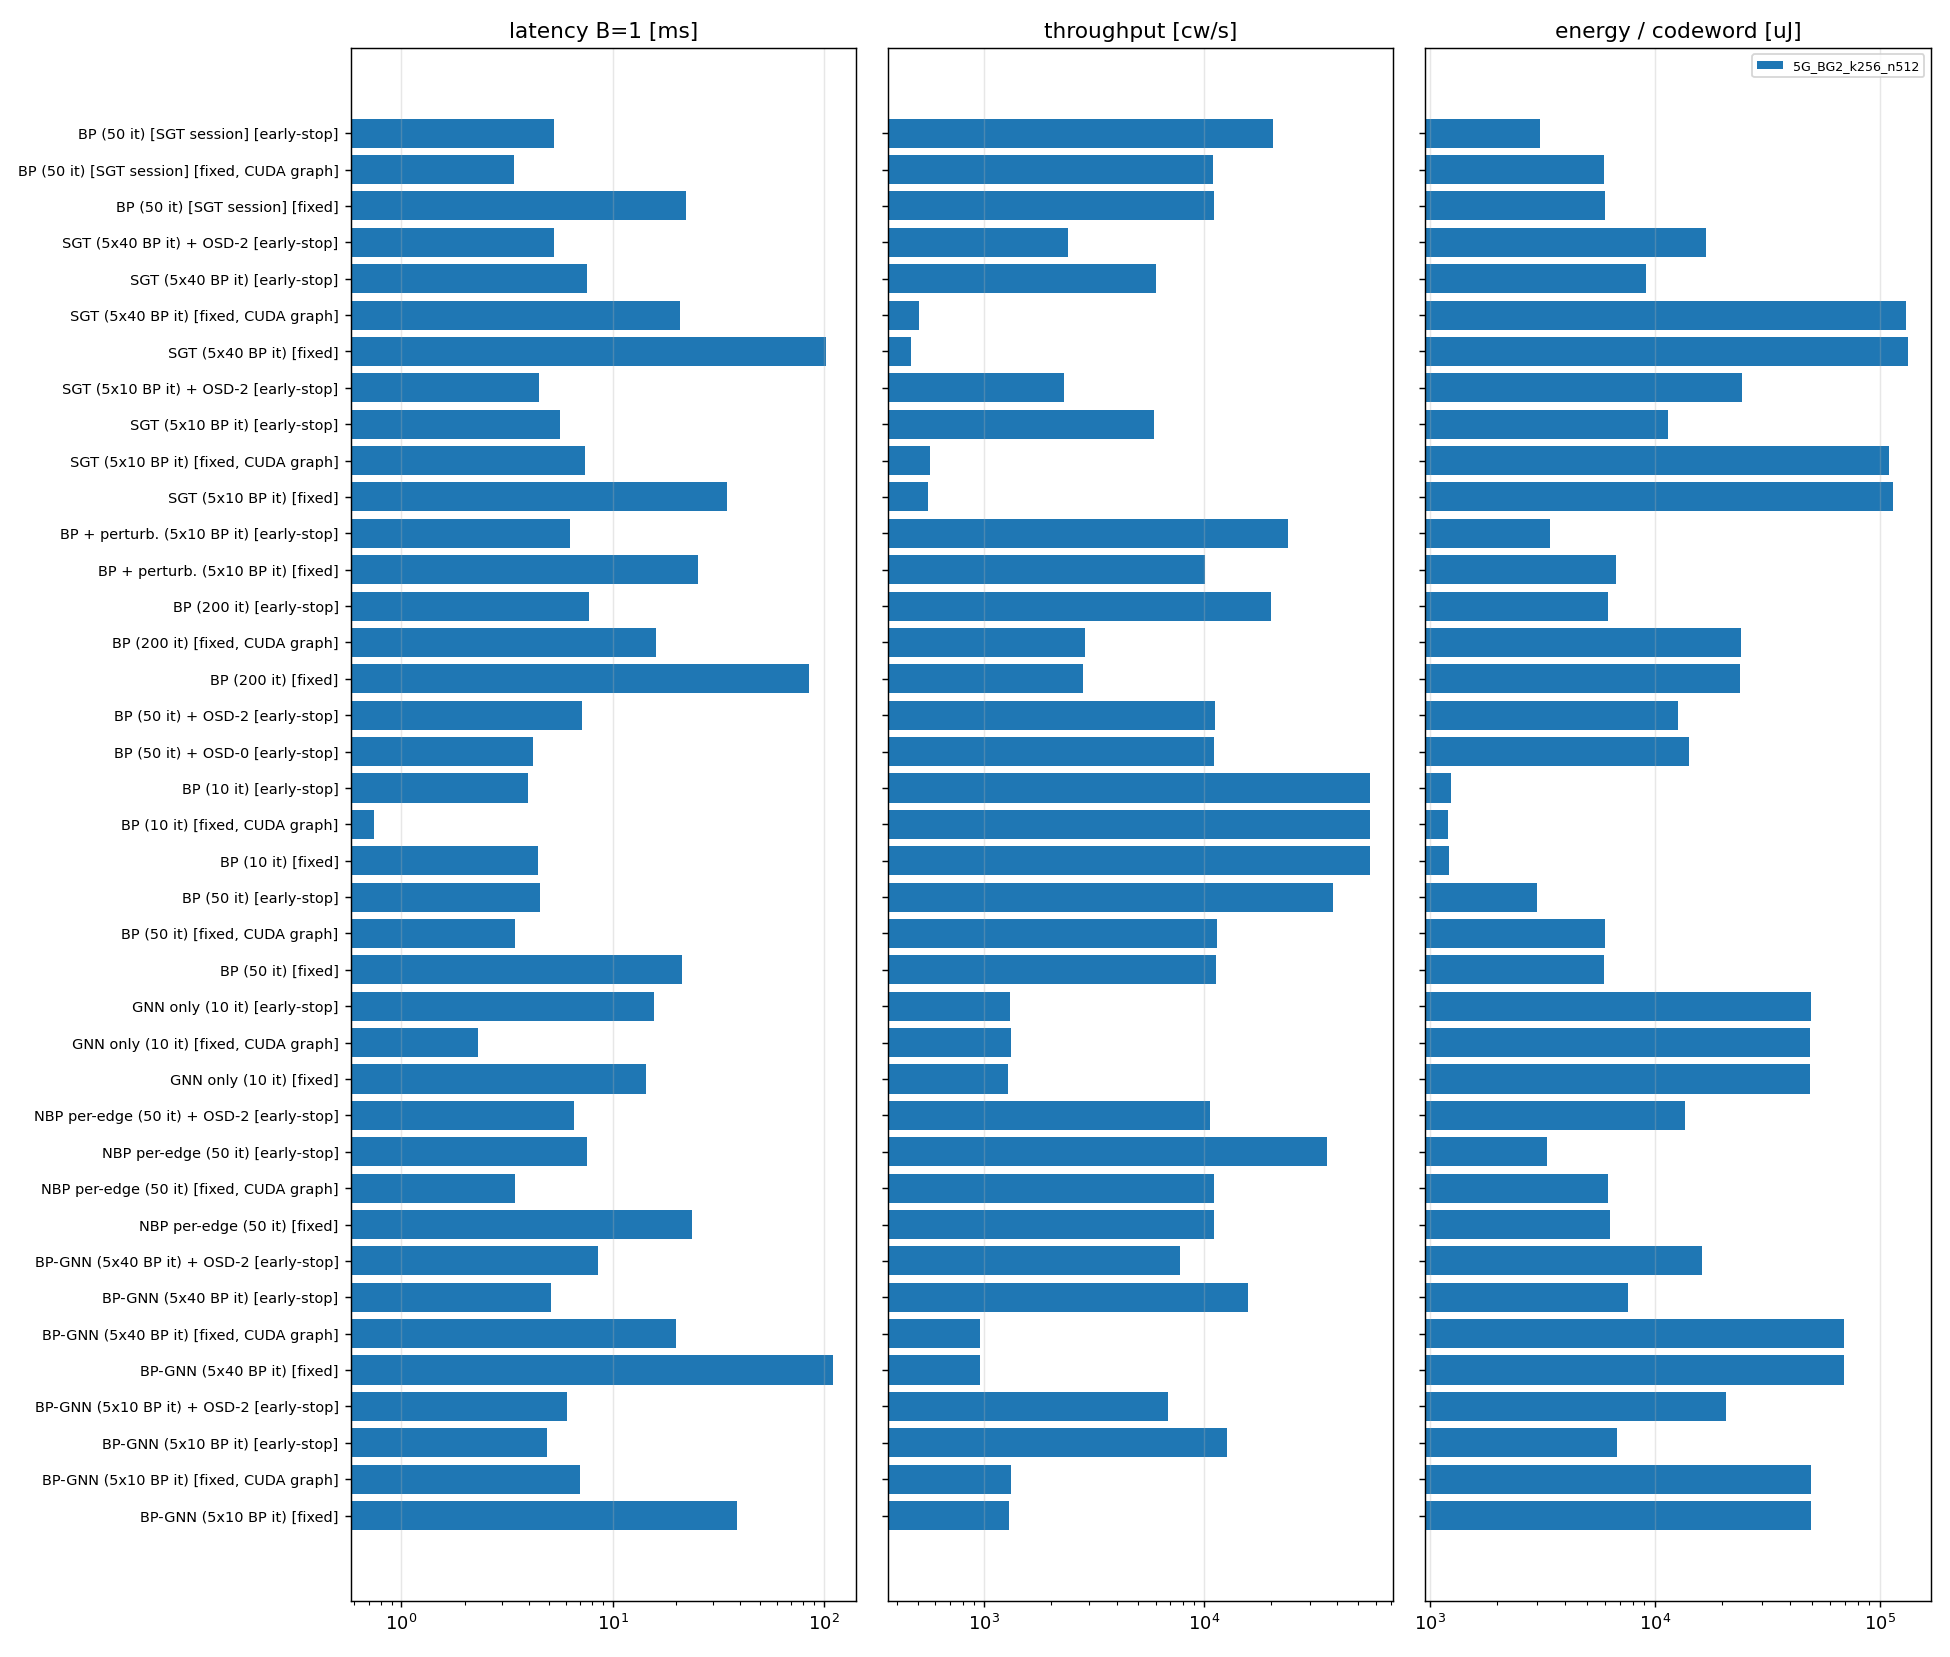 latency B=1 [ms]
throughput [cw/s]
energy / codeword [uJ]
5G_BG2_k256_n512
BP (50 it) [SGT session] [early-stop]
BP (50 it) [SGT session] [fixed, CUDA graph]
BP (50 it) [SGT session] [fixed]
SGT (5x40 BP it) + OSD-2 [early-stop]
SGT (5x40 BP it) [early-stop]
SGT (5x40 BP it) [fixed, CUDA graph]
SGT (5x40 BP it) [fixed]
SGT (5x10 BP it) + OSD-2 [early-stop]
SGT (5x10 BP it) [early-stop]
SGT (5x10 BP it) [fixed, CUDA graph]
SGT (5x10 BP it) [fixed]
BP + perturb. (5x10 BP it) [early-stop]
BP + perturb. (5x10 BP it) [fixed]
BP (200 it) [early-stop]
BP (200 it) [fixed, CUDA graph]
BP (200 it) [fixed]
BP (50 it) + OSD-2 [early-stop]
BP (50 it) + OSD-0 [early-stop]
BP (10 it) [early-stop]
BP (10 it) [fixed, CUDA graph]
BP (10 it) [fixed]
BP (50 it) [early-stop]
BP (50 it) [fixed, CUDA graph]
BP (50 it) [fixed]
GNN only (10 it) [early-stop]
GNN only (10 it) [fixed, CUDA graph]
GNN only (10 it) [fixed]
NBP per-edge (50 it) + OSD-2 [early-stop]
NBP per-edge (50 it) [early-stop]
NBP per-edge (50 it) [fixed, CUDA graph]
NBP per-edge (50 it) [fixed]
BP-GNN (5x40 BP it) + OSD-2 [early-stop]
BP-GNN (5x40 BP it) [early-stop]
BP-GNN (5x40 BP it) [fixed, CUDA graph]
BP-GNN (5x40 BP it) [fixed]
BP-GNN (5x10 BP it) + OSD-2 [early-stop]
BP-GNN (5x10 BP it) [early-stop]
BP-GNN (5x10 BP it) [fixed, CUDA graph]
BP-GNN (5x10 BP it) [fixed]
10⁰ 10¹ 10²
10³ 10⁴
10³ 10⁴ 10⁵